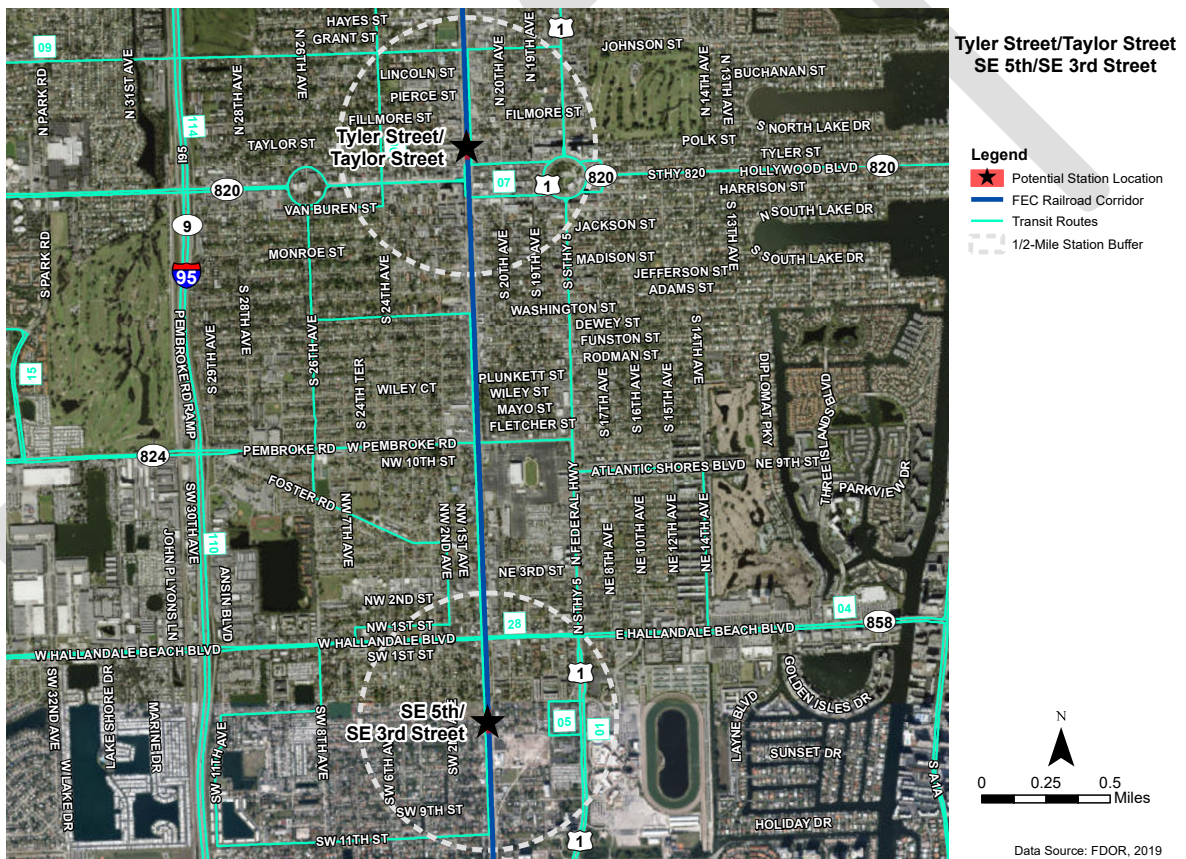 Tyler Street/Taylor Street
SE 5th/SE 3rd Street
Legend
Potential Station Location
FEC Railroad Corridor
Transit Routes
1/2-Mile Station Buffer
HAYES ST
GRANT ST
09
N PARK RD
N 31ST AVE
N 28TH AVE
N 26TH AVE
LINCOLN ST
PIERCE ST
FILLMORE ST
N 20TH AVE
N 19TH AVE
1
JOHNSON ST
N 14TH AVE
N 13TH AVE
BUCHANAN ST
FILMORE ST
114
I95
TAYLOR ST
Tyler Street/
Taylor Street
POLK ST
S NORTH LAKE DR
TYLER ST
HOLLYWOOD BLVD
820
STHY 820
820
1
07
820
HARRISON ST
VAN BUREN ST
9
95
MONROE ST
S PARK RD
S 28TH AVE
S 24TH AVE
S 20TH AVE
S 19TH AVE
S STHY 5
JACKSON ST
MADISON ST
JEFFERSON ST
ADAMS ST
S 13TH AVE
N SOUTH LAKE DR
S SOUTH LAKE DR
WASHINGTON ST
DEWEY ST
FUNSTON ST
RODMAN ST
S 14TH AVE
15
PEMBROKE RD RAMP
S 29TH AVE
S 26TH AVE
S 24TH TER
WILEY CT
PLUNKETT ST
WILEY ST
MAYO ST
FLETCHER ST
S 17TH AVE
S 16TH AVE
S 15TH AVE
DIPLOMAT PKY
THREE ISLANDS BLVD
824
PEMBROKE RD
W PEMBROKE RD
NW 10TH ST
ATLANTIC SHORES BLVD
NE 9TH ST
PARKVIEW DR
FOSTER RD
SW 30TH AVE
JOHN P LYONS LN
110
ANSIN BLVD
NW 7TH AVE
NW 2ND AVE
NW 1ST AVE
N FEDERAL HWY
N STHY 5
NE 8TH AVE
NE 10TH AVE
NE 12TH AVE
NE 14TH AVE
NE 3RD ST
NW 2ND ST
NW 1ST ST
28
04
858
W HALLANDALE BEACH BLVD
W HALLANDALE BLVD
E HALLANDALE BEACH BLVD
SW 1ST ST
SW 32ND AVE
LAKE SHORE DR
MARINE DR
W LAKE DR
SW 11TH AVE
SW 8TH AVE
SW 6TH AVE
SE 5th/
SE 3rd Street
05
01
1
LAYNE BLVD
GOLDEN ISLES DR
SUNSET DR
S A1A
SW 9TH ST
SW 11TH ST
1
HOLIDAY DR
N
0 0.25 0.5
Miles
Data Source: FDOR, 2019